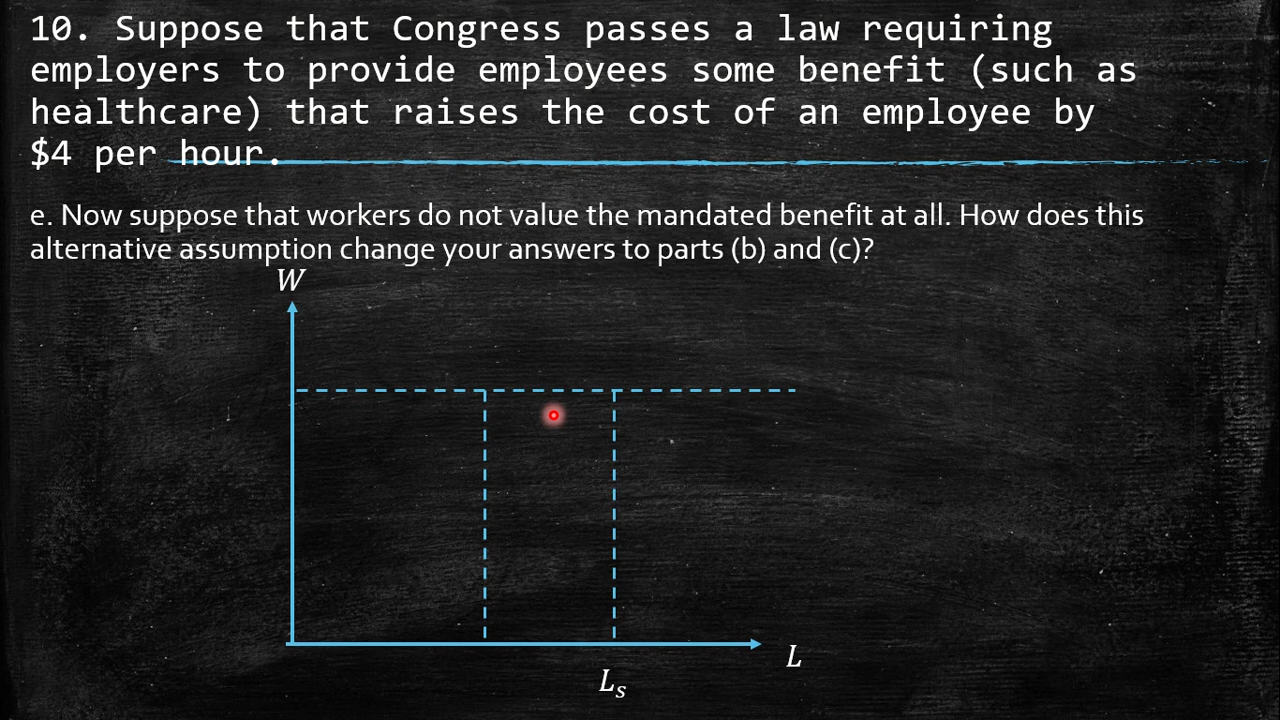 10. Suppose that Congress passes a law requiring
employers to provide employees some benefit (such as
healthcare) that raises the cost of an employee by
$4 per hour.
e. Now suppose that workers do not value the mandated benefit at all. How does this
alternative assumption change your answers to parts (b) and (c)?
W
L
Ls